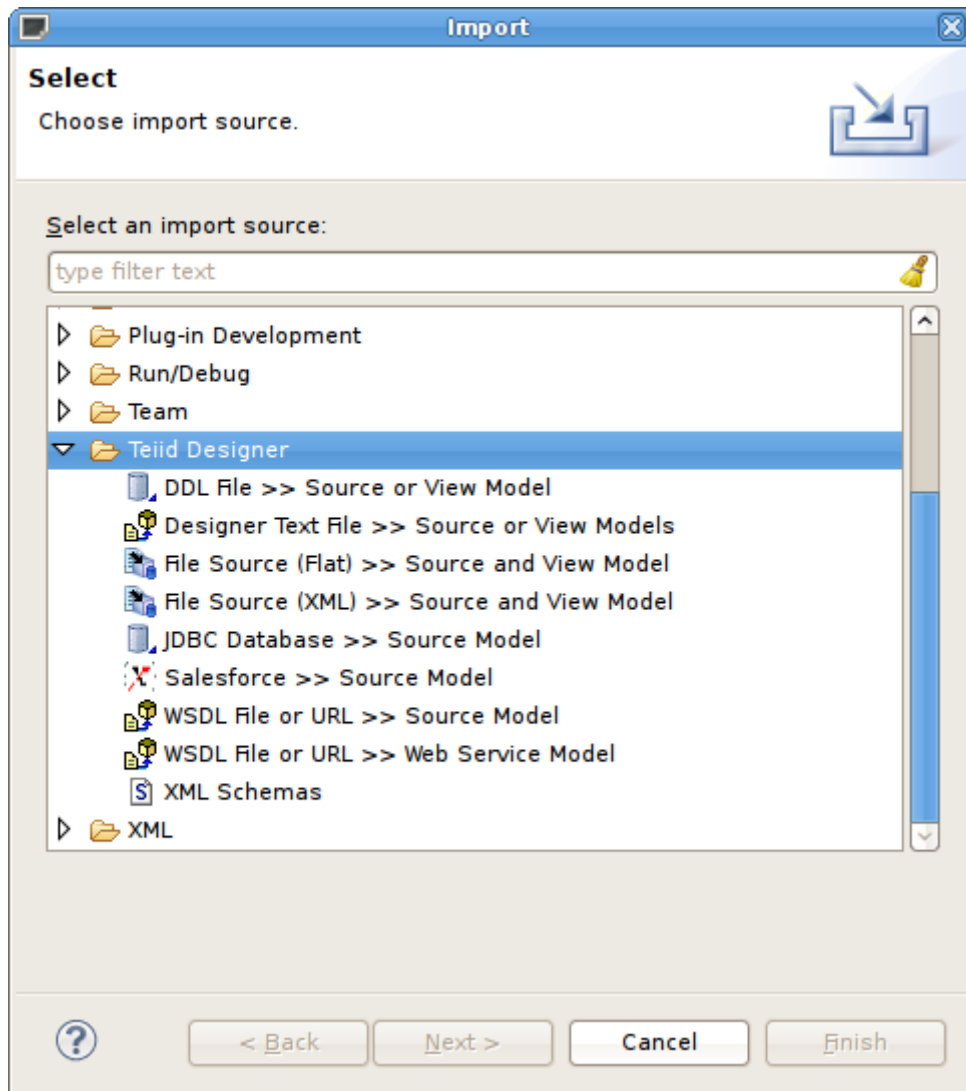 Import
Select
Choose import source.
Select an import source:
type filter text
Plug-in Development
Run/Debug
Team
Teiid Designer
DDL File >> Source or View Model
Designer Text File >> Source or View Models
File Source (Flat) >> Source and View Model
File Source (XML) >> Source and View Model
JDBC Database >> Source Model
Salesforce >> Source Model
WSDL File or URL >> Source Model
WSDL File or URL >> Web Service Model
XML Schemas
XML
< Back Next > Cancel Finish